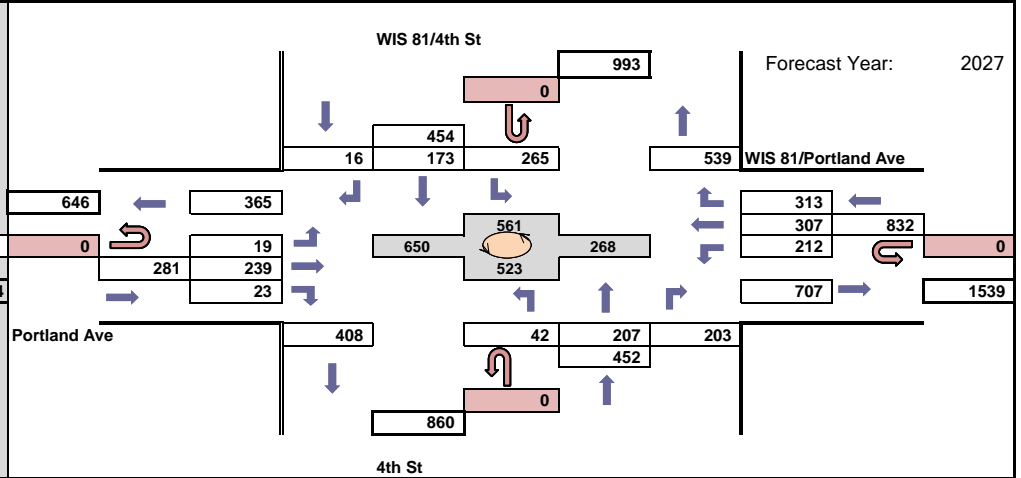 WIS 81/4th St
993
Forecast Year: 2027
0
454
16 173 265 539 WIS 81/Portland Ave
646 365 313
561
307 832
0 19 650 268 212 0
281 239 523
4 23 707 1539
Portland Ave 408 42 207 203
452
0
860
4th St